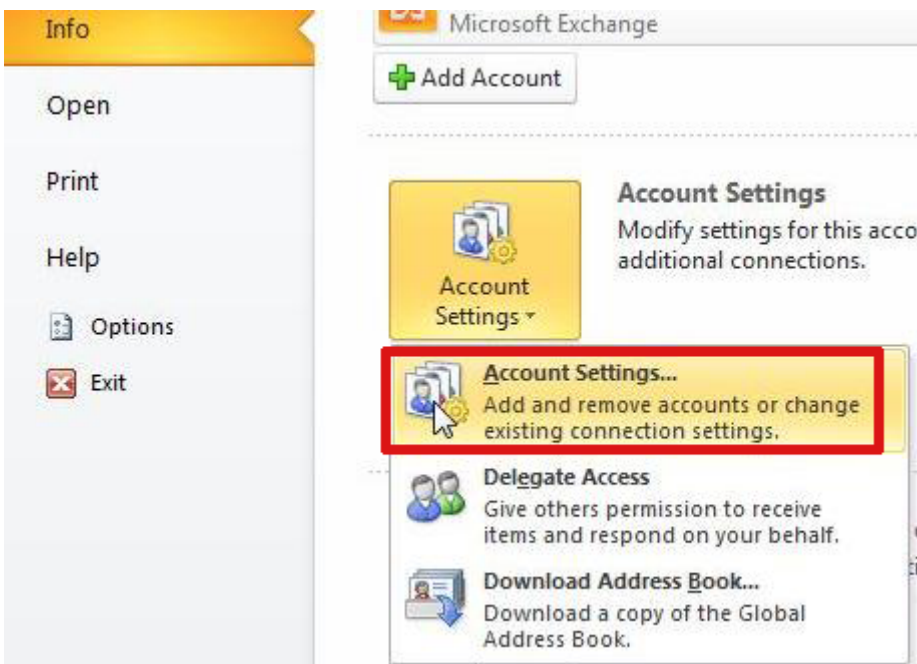 Info
Open
Print
Help
Options
Exit
Microsoft Exchange
Add Account
Account
Settings
Account Settings
Modify settings for this acco
additional connections.
Account Settings...
Add and remove accounts or change
existing connection settings.
Delegate Access
Give others permission to receive
items and respond on your behalf.
Download Address Book...
Download a copy of the Global
Address Book.